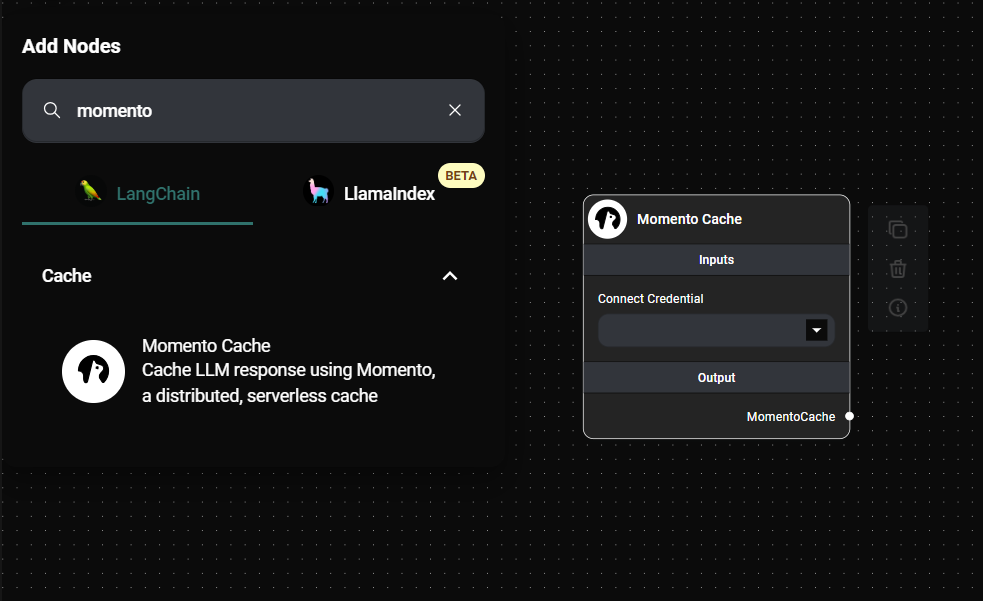 Add Nodes
momento
LangChain
LlamaIndex
BETA
Cache
Momento Cache
Cache LLM response using Momento,
a distributed, serverless cache
Momento Cache
Inputs
Connect Credential
Output
MomentoCache